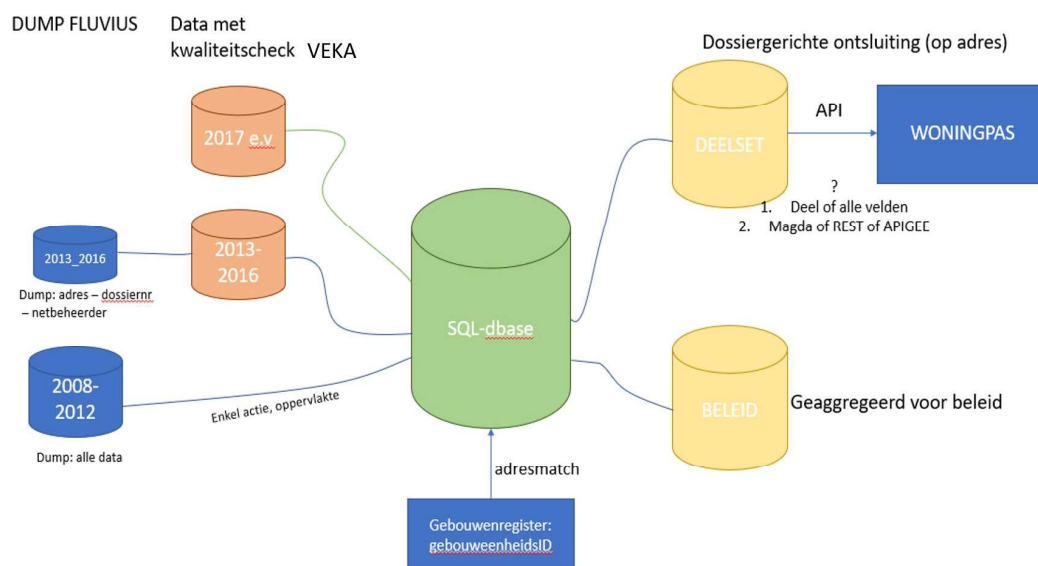 DUMP FLUVIUS
Data met
kwaliteitscheck VEKA
2017 e.v
2013_2016
Dump: adres – dossiernr
– netbeheerder
2013-
2016
2008-
2012
Dump: alle data
Enkel actie, oppervlakte
SQL-dbase
adresmatch
Gebouwenregister:
gebouweenheidsID
Dossiergerichte ontsluiting (op adres)
DEELSET
API
WONINGPAS
?
1. Deel of alle velden
2. Magda of REST of APIGEE
BELEID
Geaggregeerd voor beleid